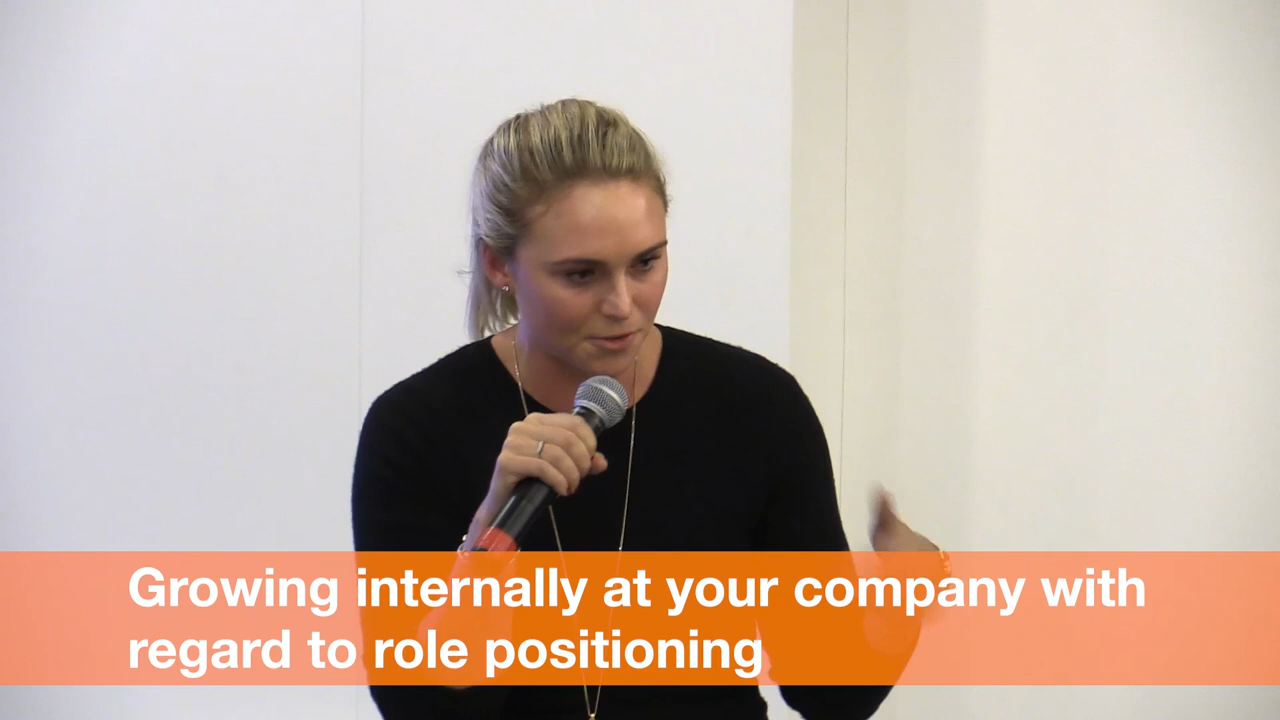 Growing internally at your company with
regard to role positioning